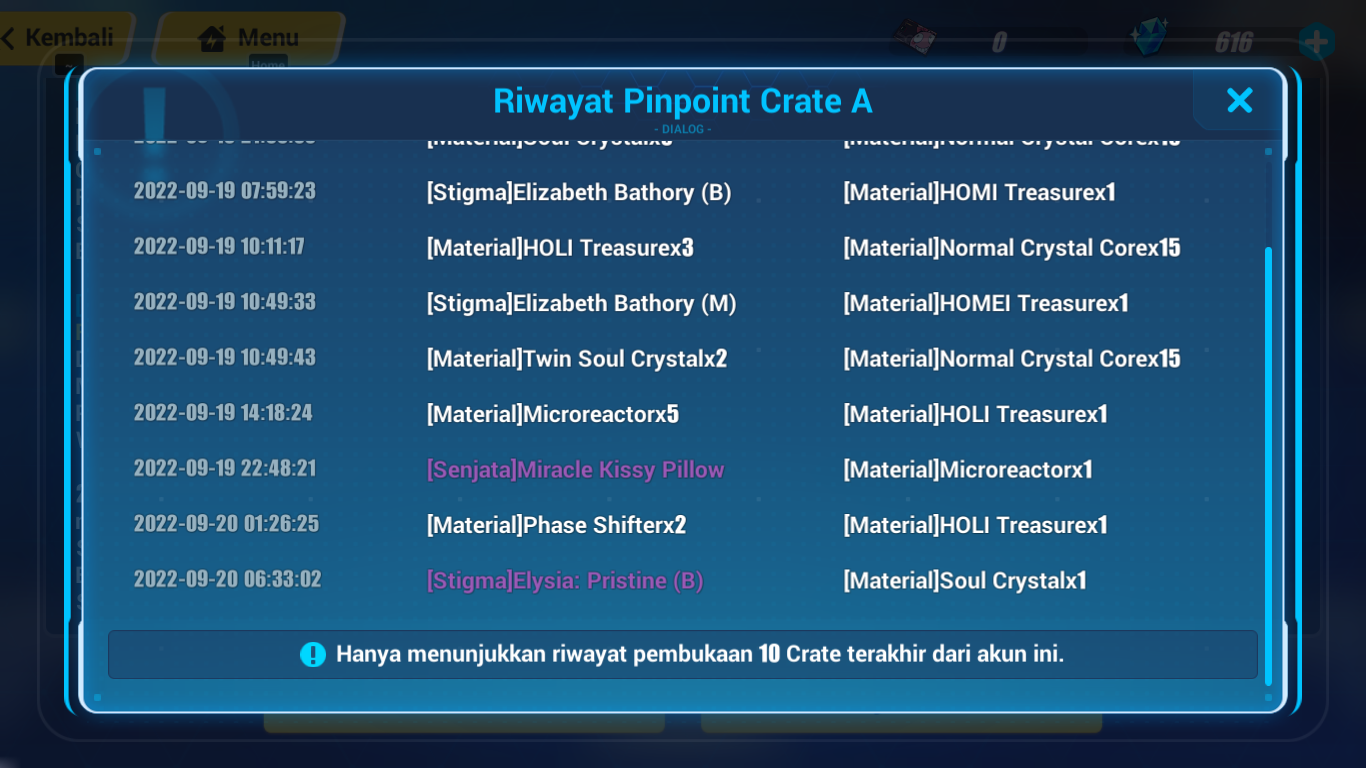 Kembali
Menu
0
616
Home
Riwayat Pinpoint Crate A
- DIALOG -
2022-09-19 07:59:23 [Stigma]Elizabeth Bathory (B) [Material]HOMI Treasurex1
2022-09-19 10:11:17 [Material]HOLI Treasurex3 [Material]Normal Crystal Corex15
2022-09-19 10:49:33 [Stigma]Elizabeth Bathory (M) [Material]HOMEI Treasurex1
2022-09-19 10:49:43 [Material]Twin Soul Crystalx2 [Material]Normal Crystal Corex15
2022-09-19 14:18:24 [Material]Microreactorx5 [Material]HOLI Treasurex1
2022-09-19 22:48:21 [Senjata]Miracle Kissy Pillow [Material]Microreactorx1
2022-09-20 01:26:25 [Material]Phase Shifterx2 [Material]HOLI Treasurex1
2022-09-20 06:33:02 [Stigma]Elysia: Pristine (B) [Material]Soul Crystalx1
Hanya menunjukkan riwayat pembukaan 10 Crate terakhir dari akun ini.